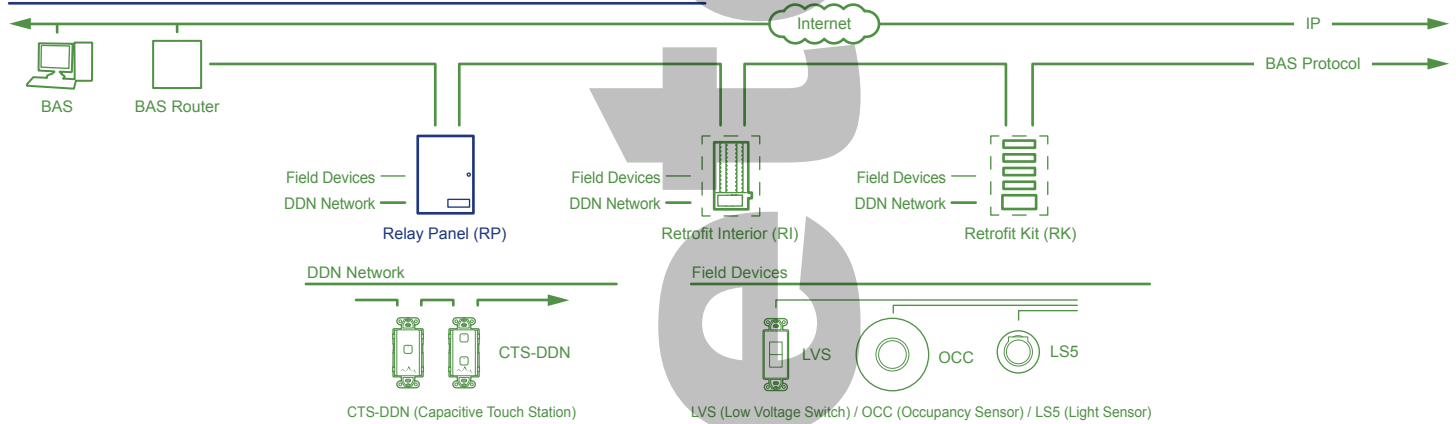 Internet
IP
BAS Protocol
BAS
BAS Router
Field Devices
DDN Network
Relay Panel (RP)
Field Devices
DDN Network
Retrofit Interior (RI)
Field Devices
DDN Network
Retrofit Kit (RK)
DDN Network
CTS-DDN
CTS-DDN (Capacitive Touch Station)
Field Devices
LVS
OCC
LS5
LVS (Low Voltage Switch) / OCC (Occupancy Sensor) / LS5 (Light Sensor)